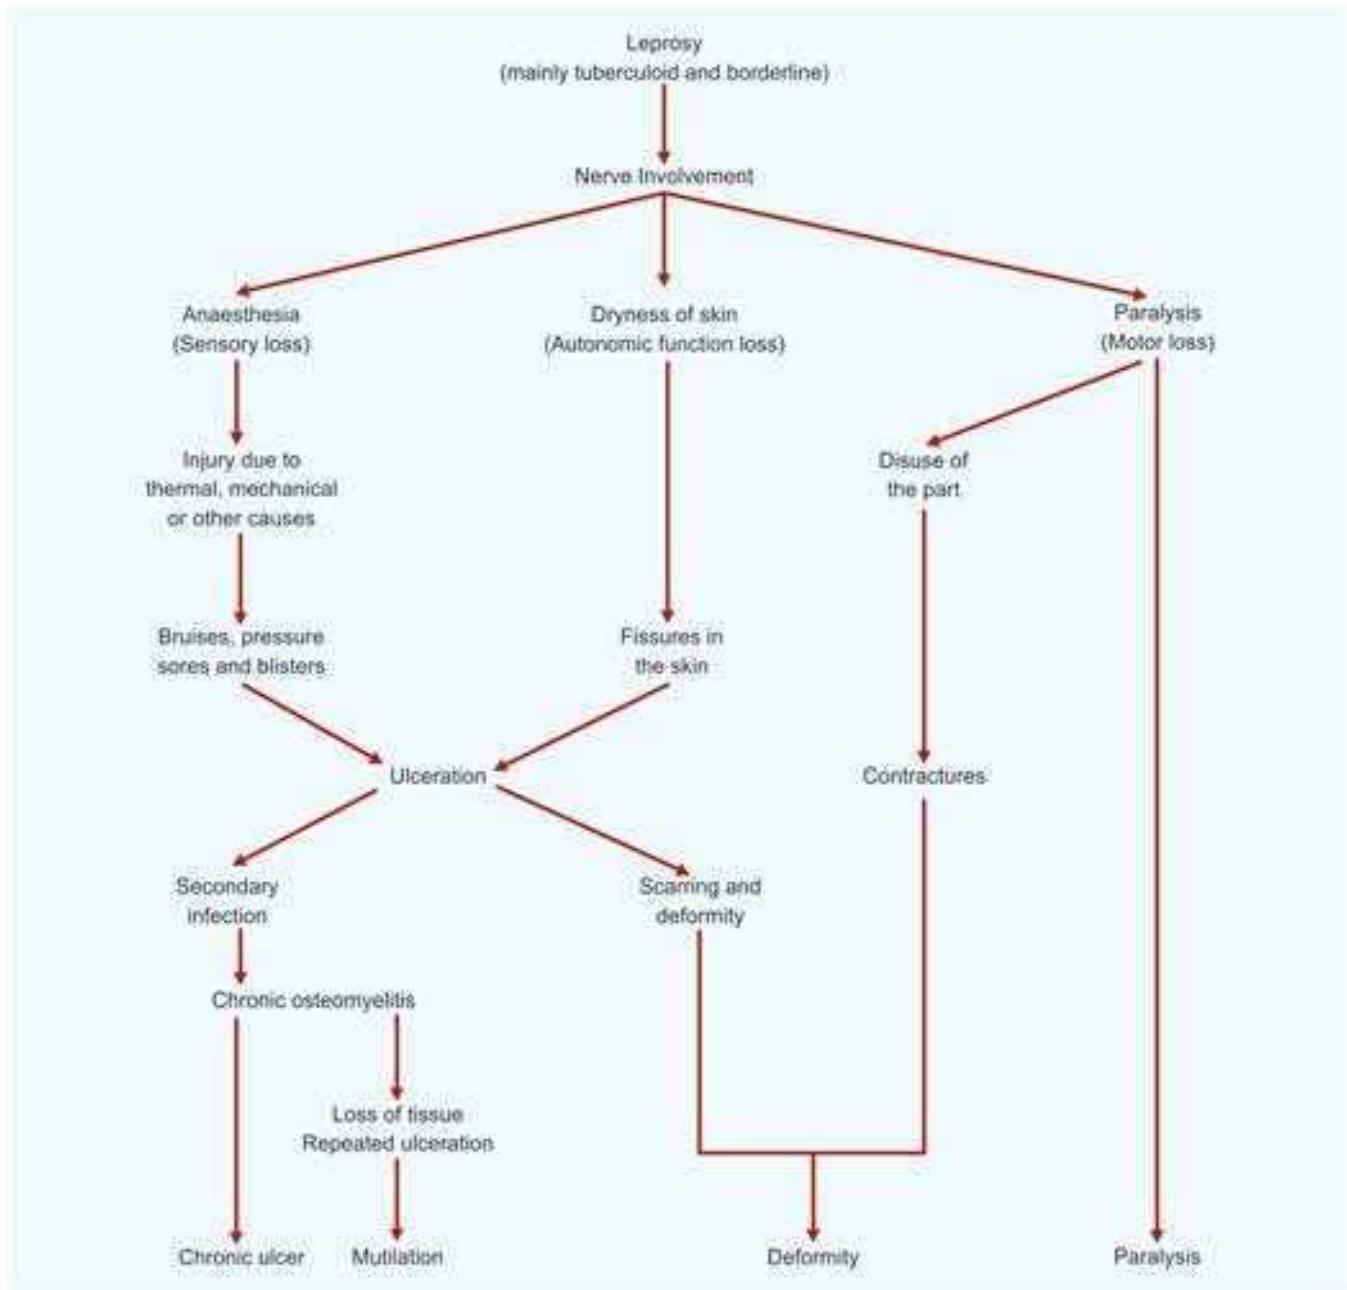 Leprosy
(mainly tuberculoid and borderline)
Nerve Involvement
Anaesthesia
(Sensory loss)
Dryness of skin
(Autonomic function loss)
Paralysis
(Motor loss)
Injury due to
thermal, mechanical
or other causes
Disuse of
the part
Bruises, pressure
sores and blisters
Fissures in
the skin
Ulceration
Contractures
Secondary
infection
Scarring and
deformity
Chronic osteomyelitis
Loss of tissue
Repeated ulceration
Chronic ulcer
Mutilation
Deformity
Paralysis